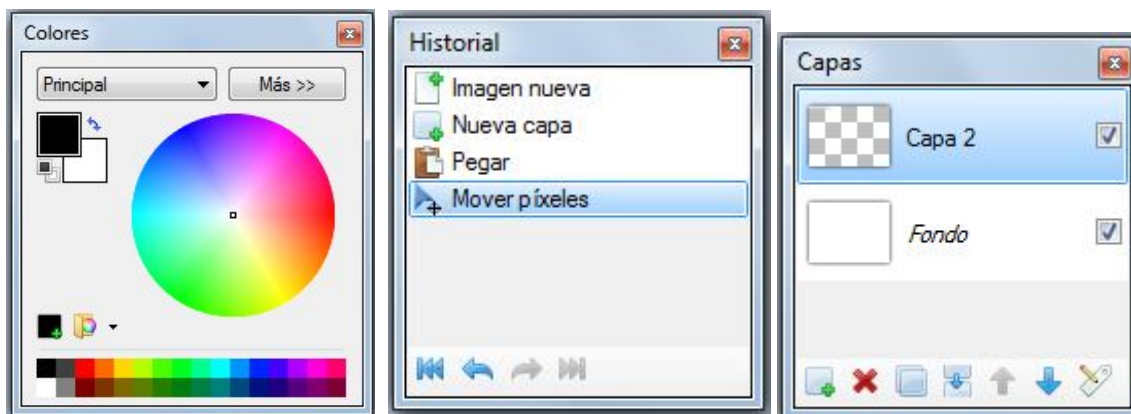 Colores
Principal
Más >>
Historial
Imagen nueva
Nueva capa
Pegar
Mover píxeles
Capas
Capa 2
Fondo